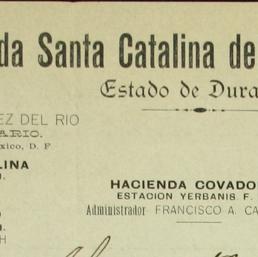 da Santa Catalina de
Estado de Dura
EZ DEL RIO
ARIO.
xico, D. F
LINA
HACIENDA COVADO
ESTACION YERBANIS F.
Administrador FRANCISCO A. CA